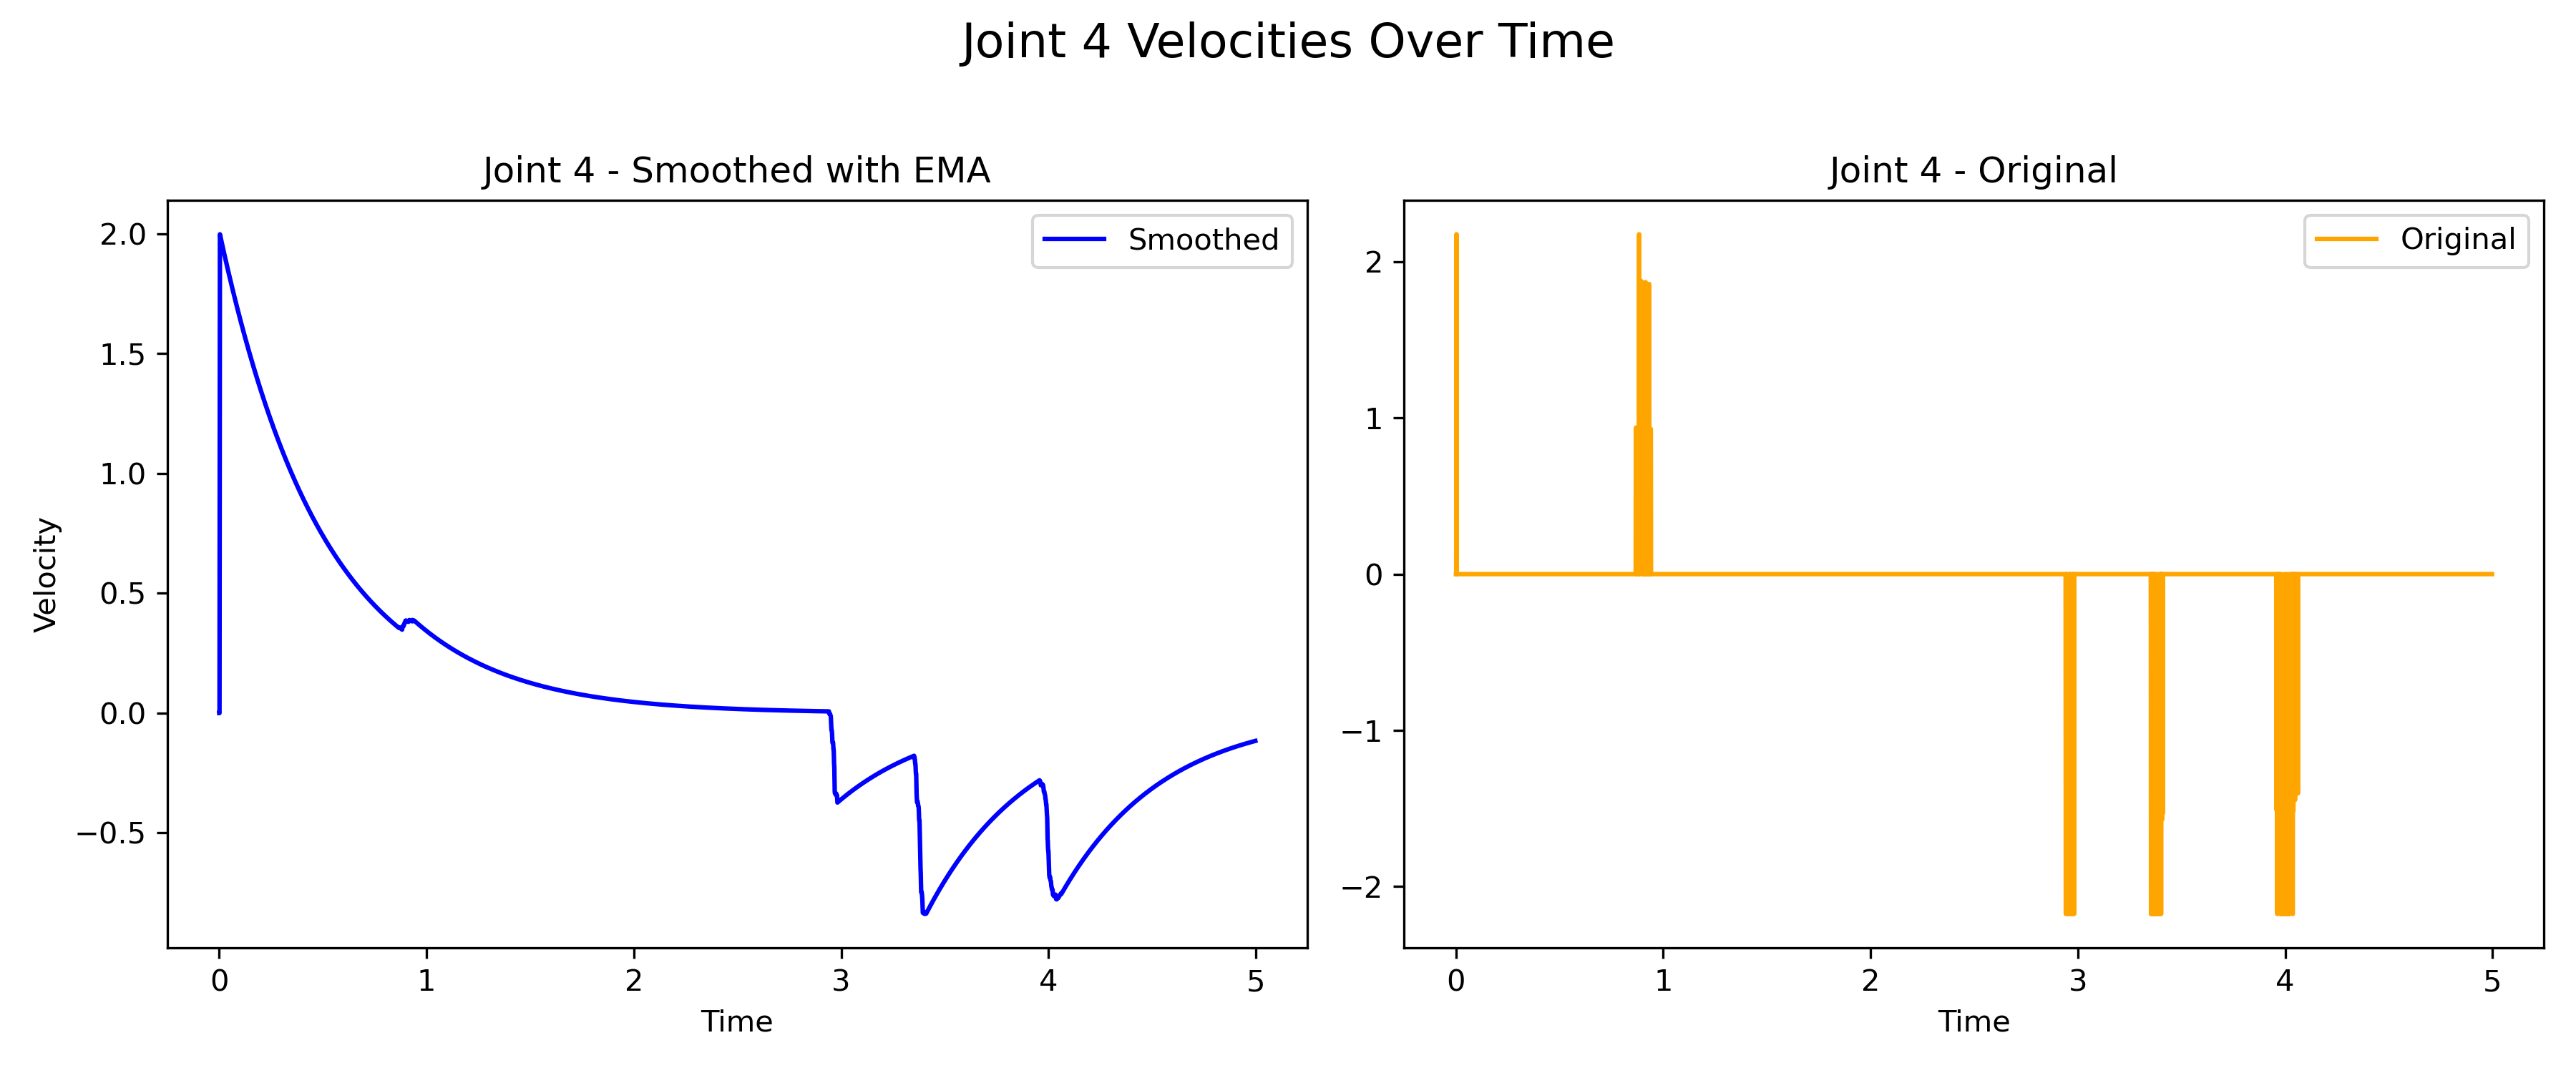 Joint 4 Velocities Over Time
Joint 4 - Smoothed with EMA
Smoothed
2.0
1.5
1.0
0.5
0.0
−0.5
Velocity
0 1 2 3 4 5
Time
Joint 4 - Original
Original
2
1
0
−1
−2
0 1 2 3 4 5
Time